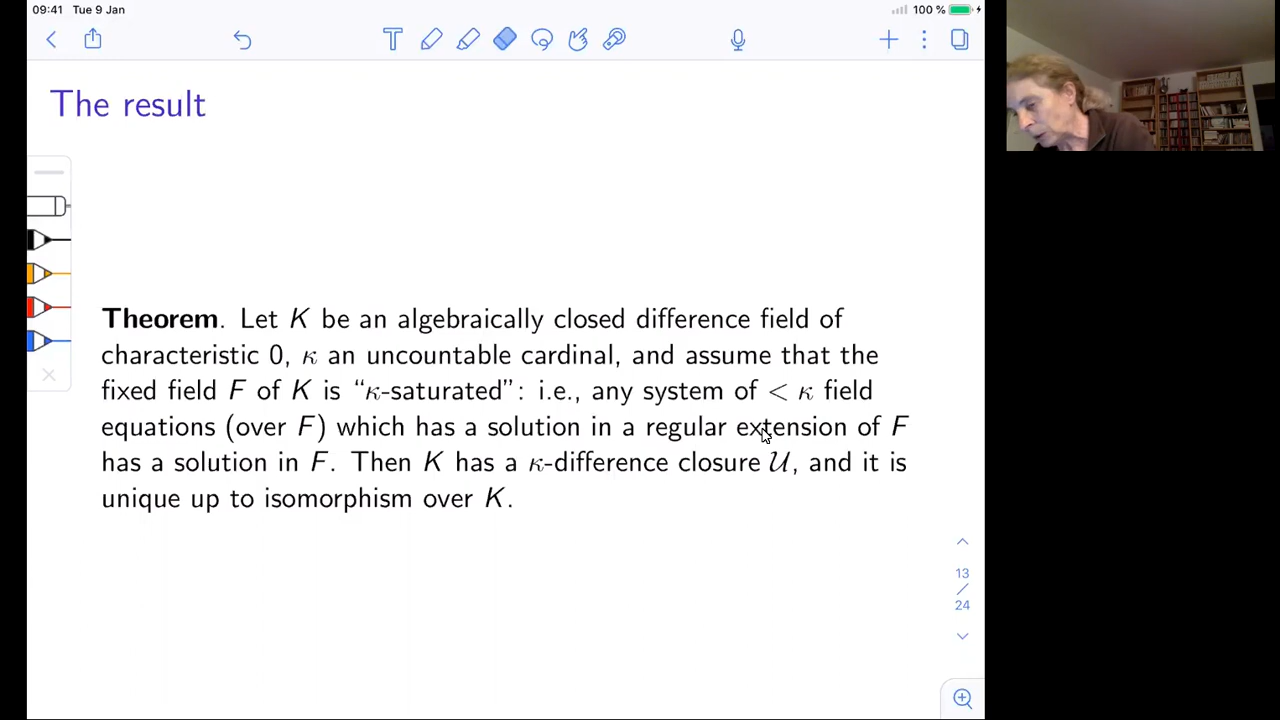 09:41 Tue 9 Jan 100 %
The result
Theorem. Let K be an algebraically closed difference field of
characteristic 0, κ an uncountable cardinal, and assume that the
fixed field F of K is “κ-saturated”: i.e., any system of < κ field
equations (over F) which has a solution in a regular extension of F
has a solution in F. Then K has a κ-difference closure 𝒰, and it is
unique up to isomorphism over K.
13
/
24